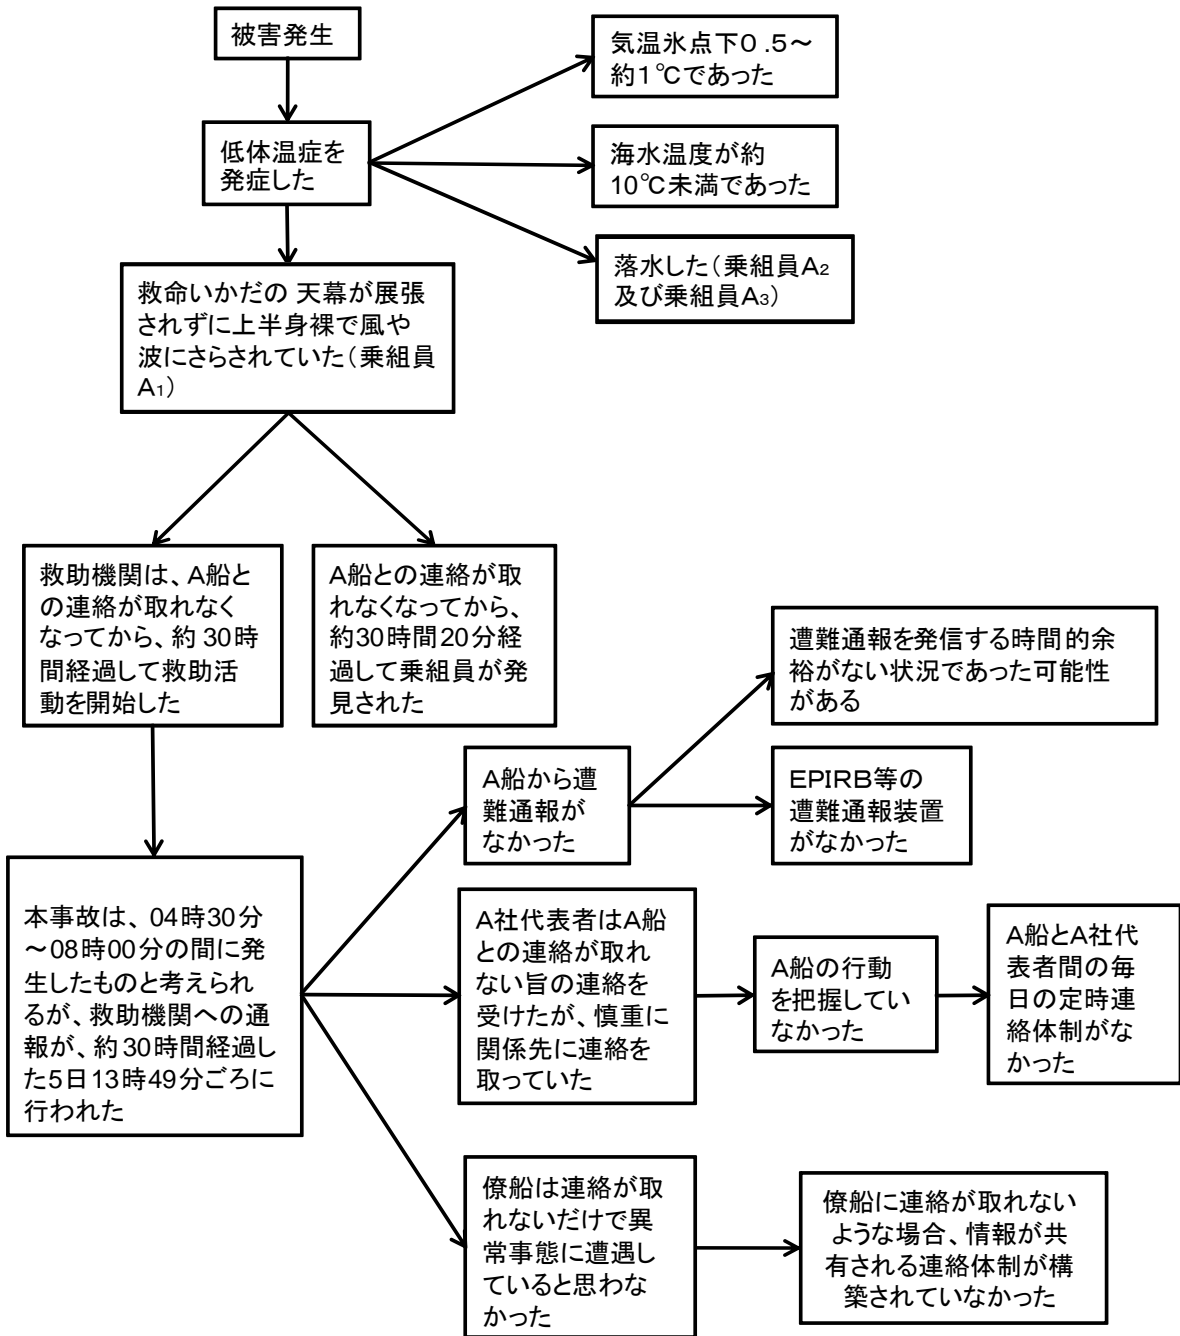 被害発生
気温氷点下0.5～
約1℃であった
低体温症を
発症した
海水温度が約
10℃未満であった
落水した（乗組員A2
及び乗組員A3）
救命いかだの 天幕が展張
されずに上半身裸で風や
波にさらされていた（乗組員
A1）
救助機関は、A船と
の連絡が取れなく
なってから、約 30時
間経過して救助活
動を開始した
A船との連絡が取
れなくなってから、
約30時間20分経
過して乗組員が発
見された
遭難通報を発信する時間的余
裕がない状況であった可能性
がある
A船から遭
難通報が
なかった
EPIRB等の
遭難通報装置
がなかった
本事故は、04時30分
～08時00分の間に発
生したものと考えられ
るが、救助機関への通
報が、約30時間経過し
た5日13時49分ごろに
行われた
A社代表者はA船
との連絡が取れ
ない旨の連絡を
受けたが、慎重に
関係先に連絡を
取っていた
A船の行動
を把握してい
なかった
A船とA社代
表者間の毎
日の定時連
絡体制がな
かった
僚船は連絡が取
れないだけで異
常事態に遭遇し
ていると思わな
かった
僚船に連絡が取れない
ような場合、情報が共
有される連絡体制が構
築されていなかった